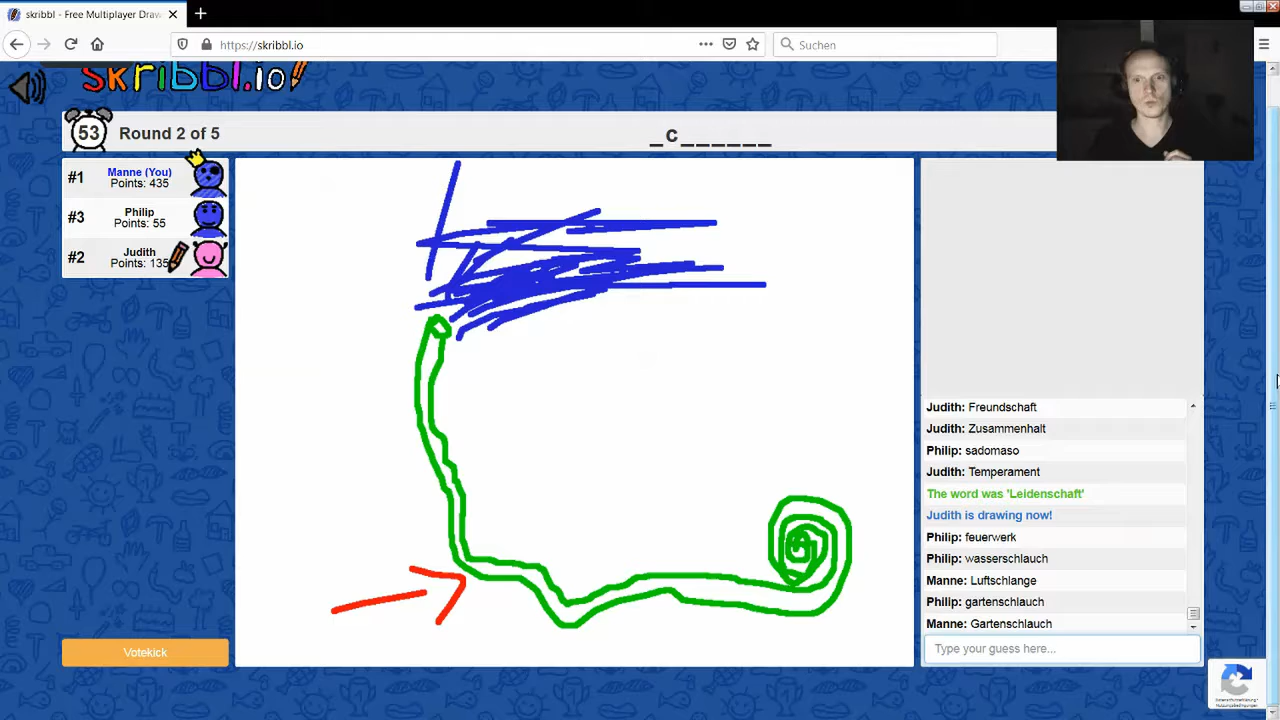 skribbl - Free Multiplayer Draw
https://skribbl.io
Suchen
skribbl.io!
53
Round 2 of 5
_c______
#1
Manne (You)
Points: 435
#3
Philip
Points: 55
#2
Judith
Points: 135
Judith: Freundschaft
Judith: Zusammenhalt
Philip: sadomaso
Judith: Temperament
The word was 'Leidenschaft'
Judith is drawing now!
Philip: feuerwerk
Philip: wasserschlauch
Manne: Luftschlange
Philip: gartenschlauch
Manne: Gartenschlauch
Votekick
Type your guess here...